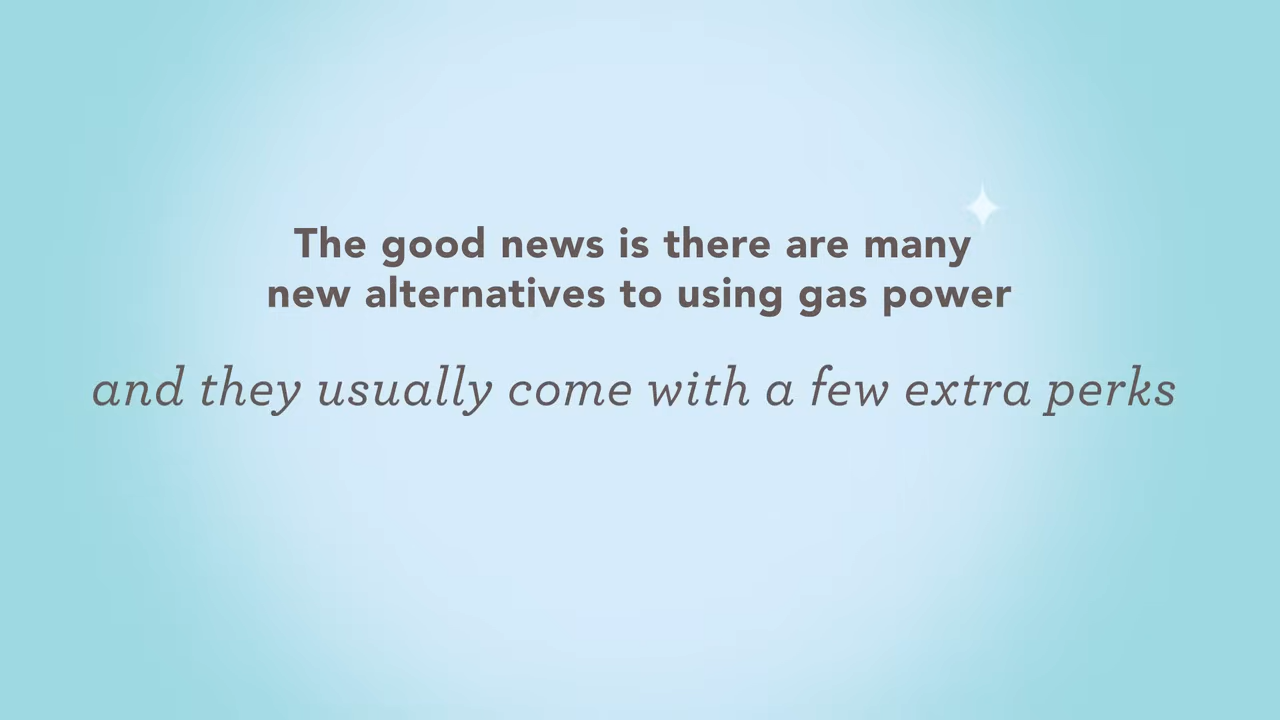 The good news is there are many
new alternatives to using gas power
and they usually come with a few extra perks